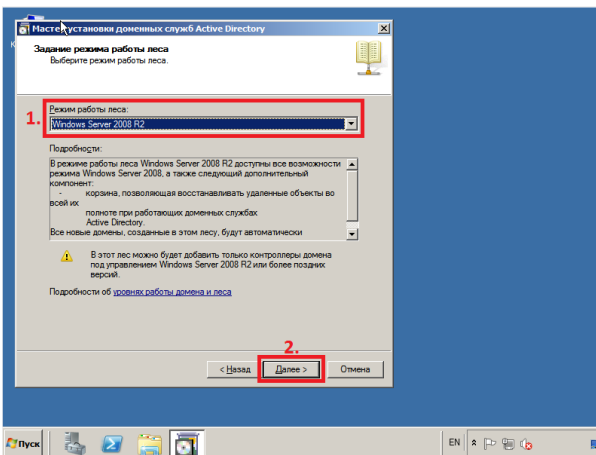 Мастер установки доменных служб Active Directory
Задание режима работы леса
Выберите режим работы леса.
1.
Режим работы леса:
Windows Server 2008 R2
Подробности:
В режиме работы леса Windows Server 2008 R2 доступны все возможности
режима Windows Server 2008, а также следующий дополнительный
компонент:
- корзина, позволяющая восстанавливать удаленные объекты во
всей их
полноте при работающих доменных службах
Active Directory.
Все новые домены, созданные в этом лесу, будут автоматически
В этот лес можно будет добавить только контроллеры домена
под управлением Windows Server 2008 R2 или более поздних
версий.
Подробности об уровнях работы домена и леса
2.
< Назад
Далее >
Отмена
Пуск
EN